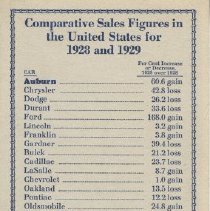 Comparative Sales Figures in
the United States for
1928 and 1929
Per Cent Increase
or Decrease,
CAR 1929 over 1928
Auburn 60.6 gain
Chrysler 42.8 loss
Dodge 26.2 loss
Durant 33.6 loss
Ford 168.0 gain
Lincoln 3.2 gain
Franklin 3.8 gain
Gardner 39.4 loss
Buick 21.2 loss
Cadillac 23.7 loss
LaSalle 8.7 gain
Chevrolet 1.0 gain
Oakland 13.5 loss
Pontiac 12.2 loss
Oldsmobile 24.8 gain